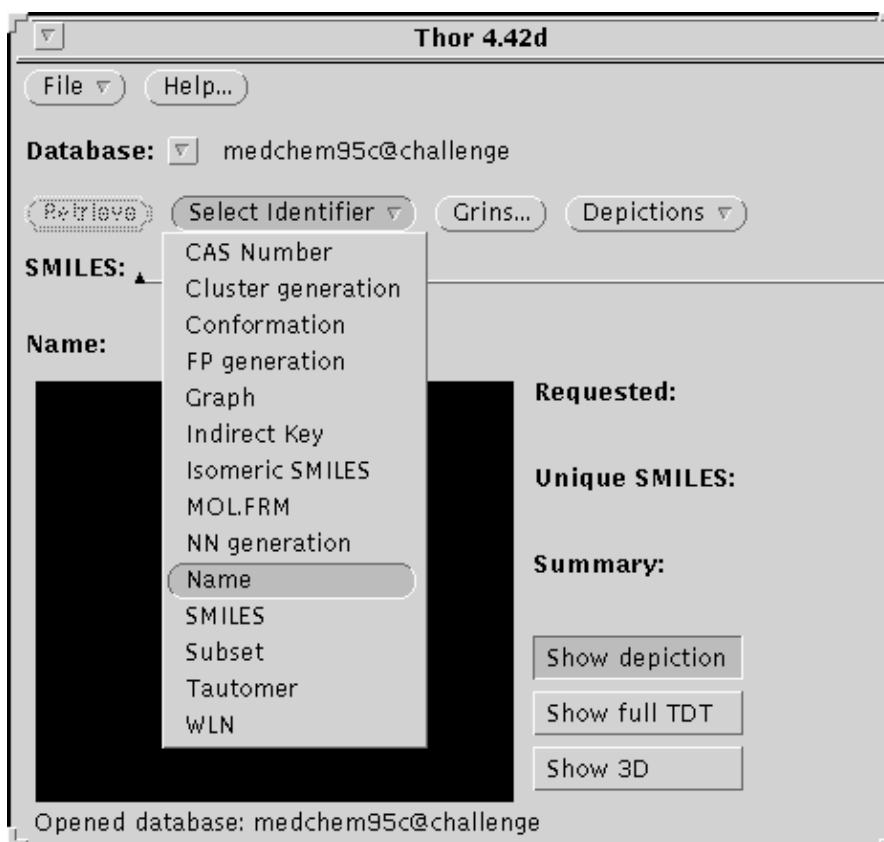 Thor 4.42d
File Help...
Database: medchem95c@challenge
Retrieve Select Identifier Grins... Depictions
SMILES:
CAS Number
Cluster generation
Conformation
FP generation
Graph
Indirect Key
Isomeric SMILES
MOL.FRM
NN generation
Name
SMILES
Subset
Tautomer
WLN
Name:
Requested:
Unique SMILES:
Summary:
Show depiction
Show full TDT
Show 3D
Opened database: medchem95c@challenge